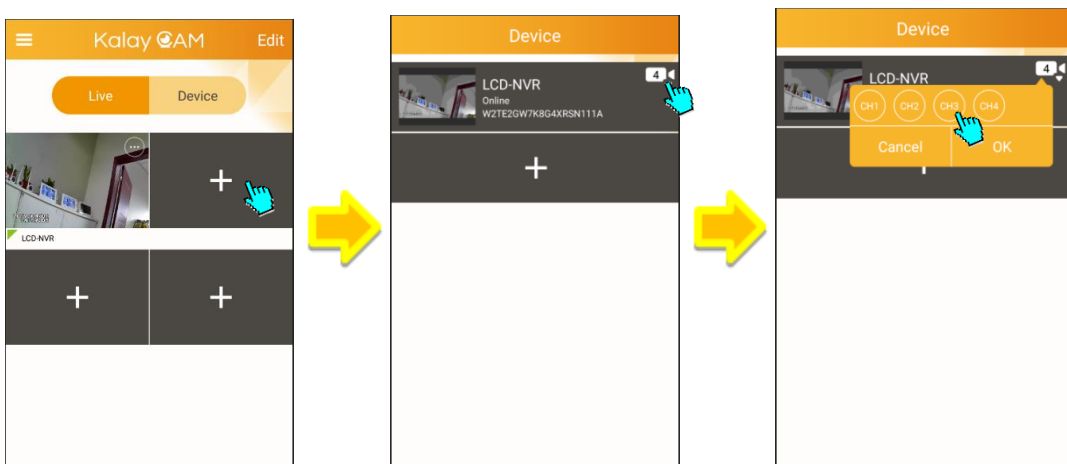 Kalay CAM
Edit
Live
Device
LCD-NVR
Device
LCD-NVR
4
Online
W2TE2GW7K8G4XRSN111A
Device
LCD-NVR
4
CH1
CH2
CH3
CH4
Cancel
OK